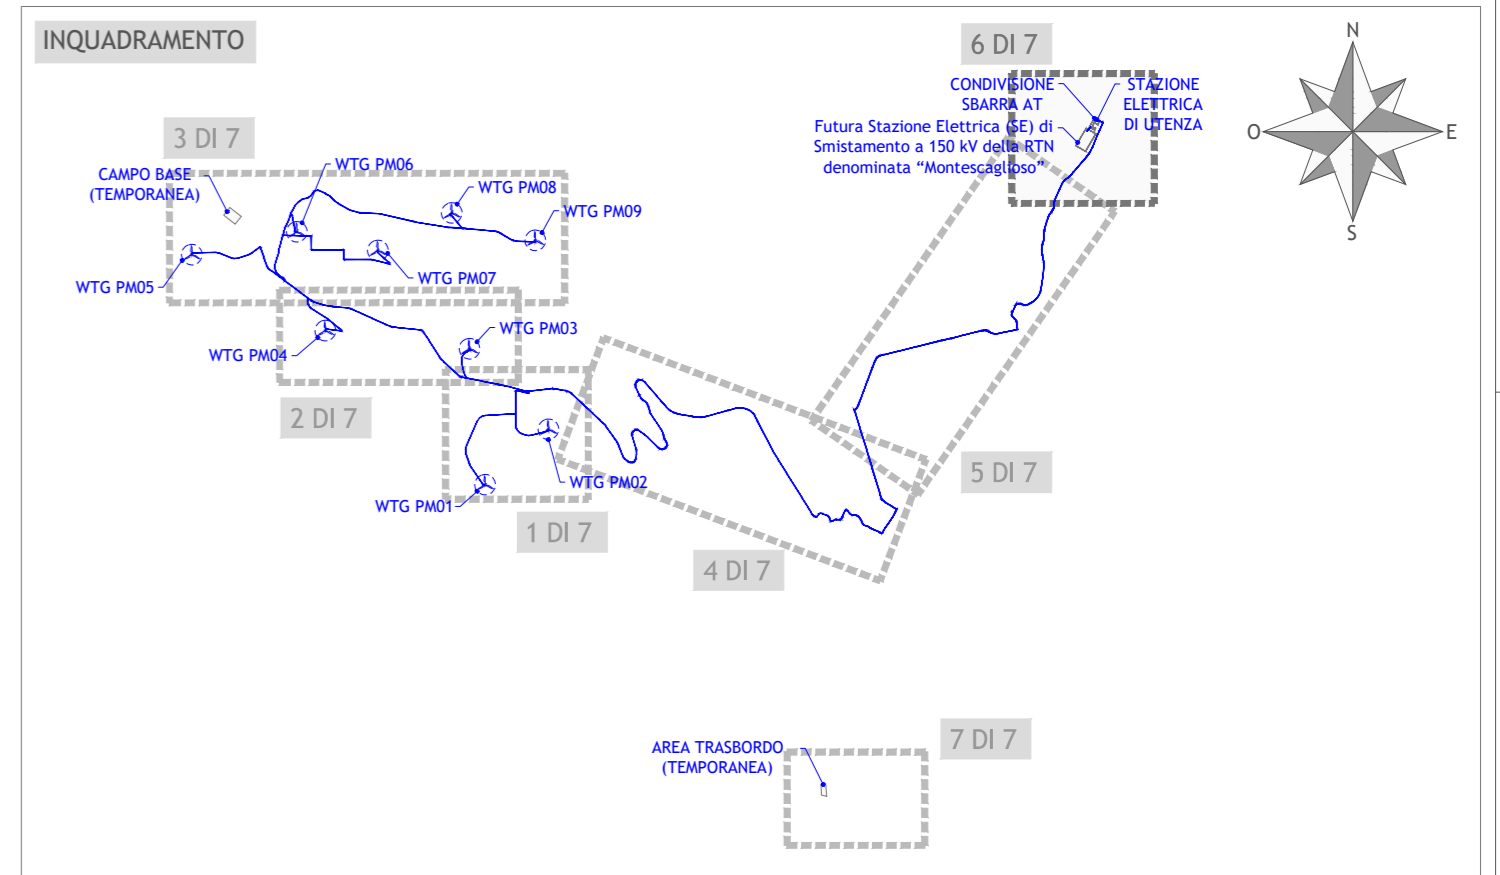 INQUADRAMENTO
6 DI 7
N
CONDIVISIONE
SBARRA AT
STAZIONE
ELETTRICA
DI UTENZA
Futura Stazione Elettrica (SE) di
Smistamento a 150 kV della RTN
denominata “Montescaglioso”
O
E
S
3 DI 7
CAMPO BASE
(TEMPORANEA)
WTG PM06
WTG PM08
WTG PM09
WTG PM07
WTG PM05
WTG PM03
WTG PM04
2 DI 7
WTG PM02
WTG PM01
1 DI 7
5 DI 7
4 DI 7
7 DI 7
AREA TRASBORDO
(TEMPORANEA)